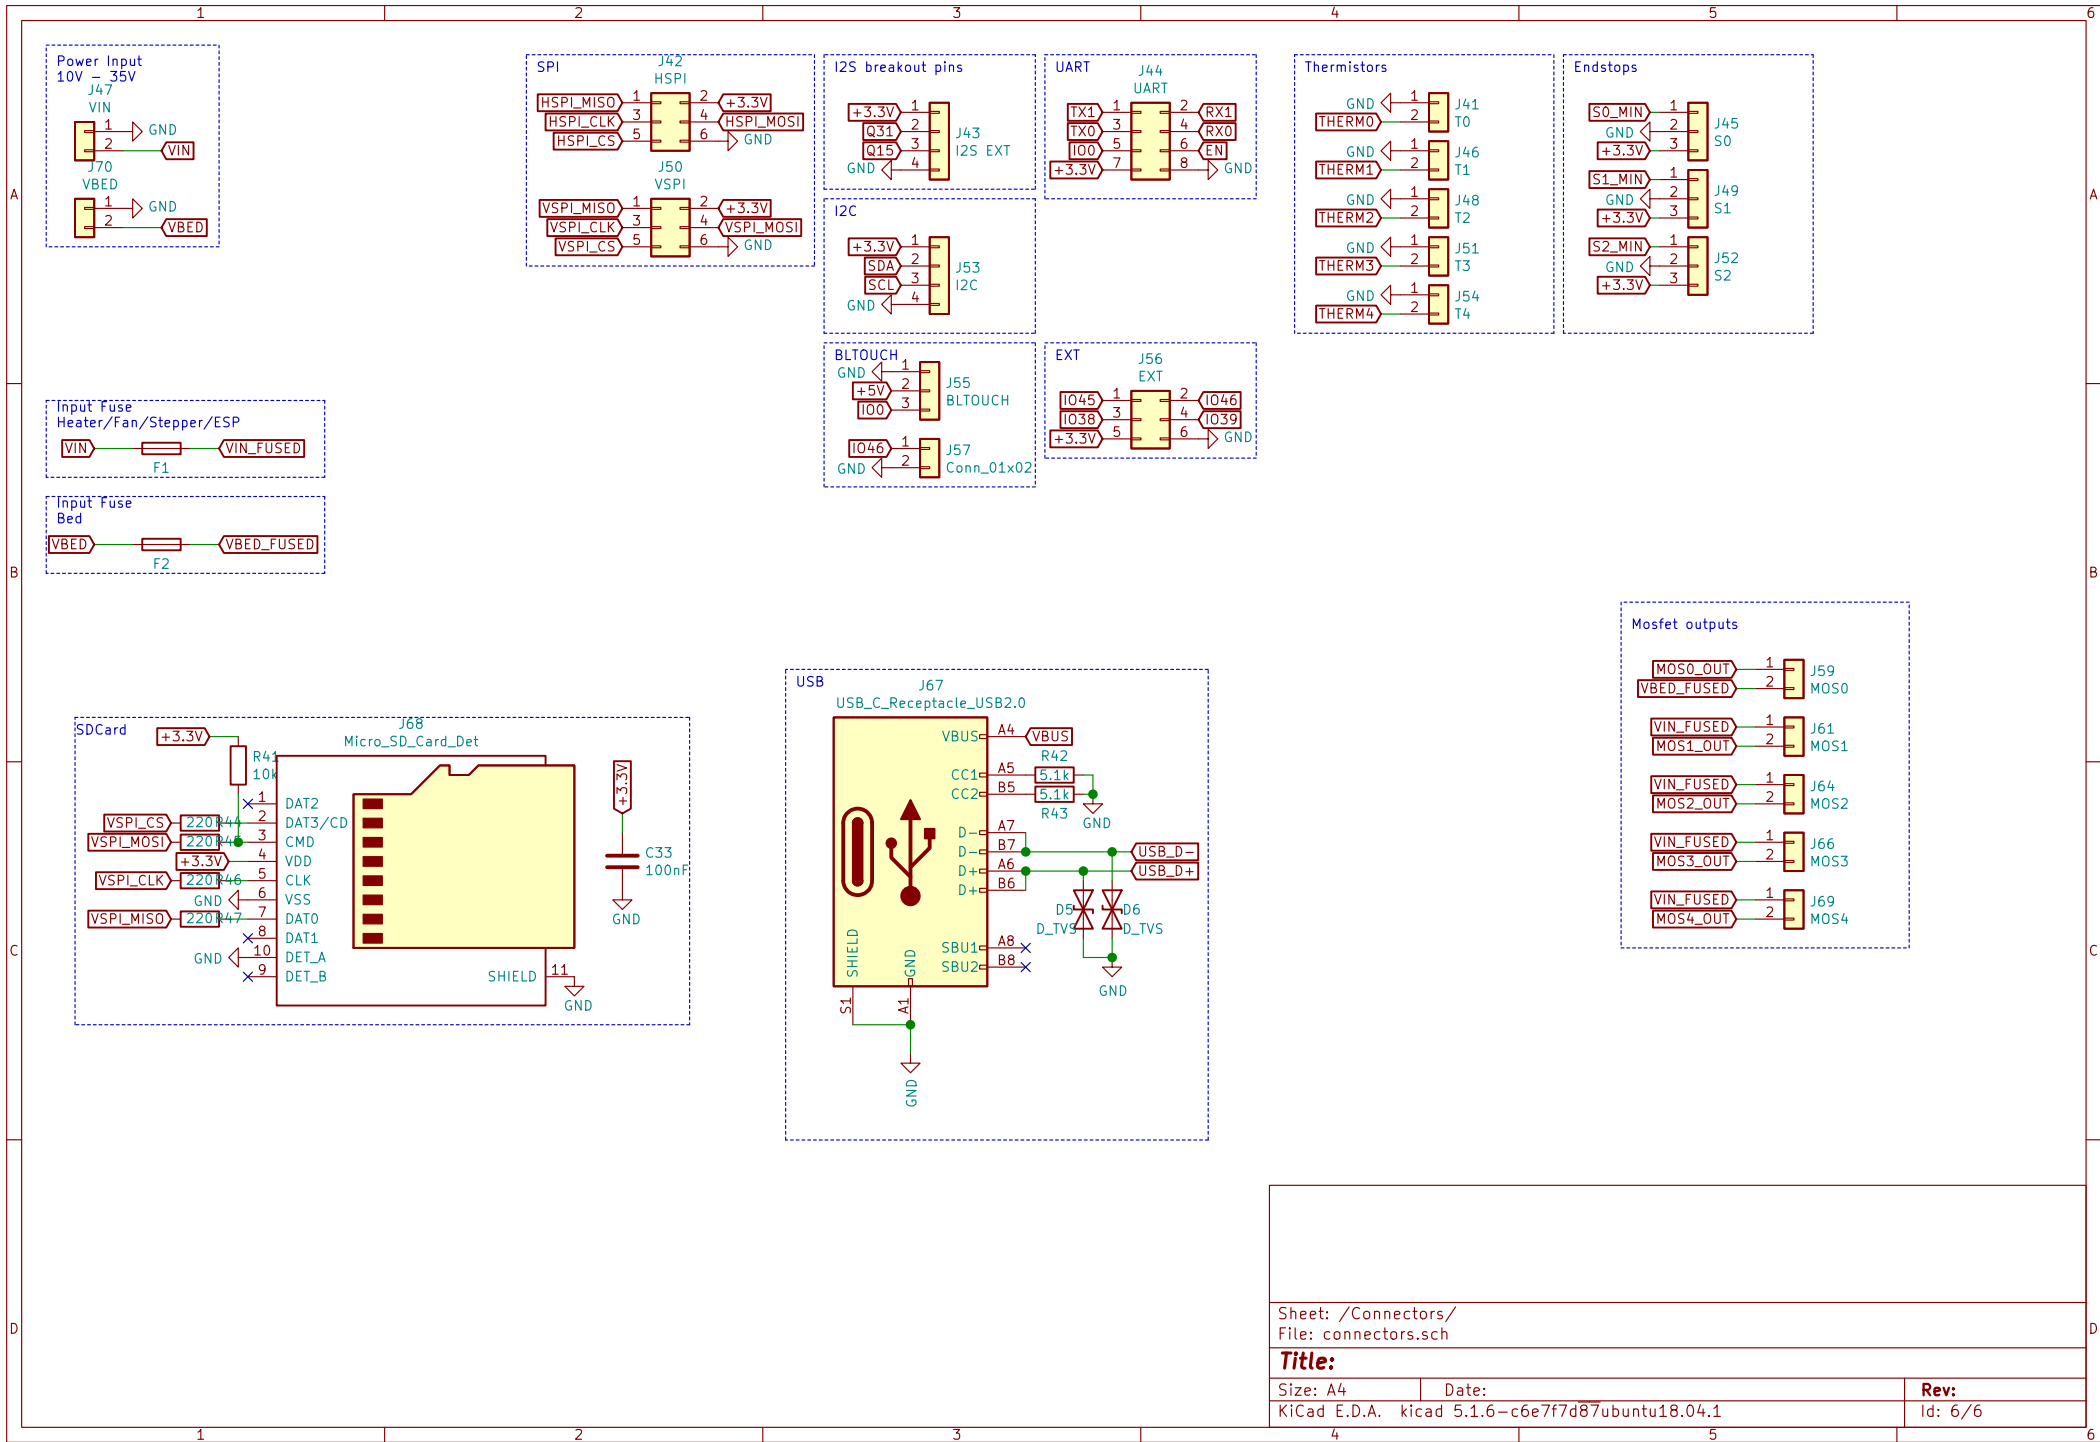 1 2 3 4 5 6
A
B
C
D
Power Input
10V - 35V
J47
VIN
1 GND
2 VIN
J70
VBED
1 GND
2 VBED
SPI
J42
HSPI
HSPI_MISO 1 2 +3.3V
HSPI_CLK 3 4 HSPI_MOSI
HSPI_CS 5 6 GND
J50
VSPI
VSPI_MISO 1 2 +3.3V
VSPI_CLK 3 4 VSPI_MOSI
VSPI_CS 5 6 GND
I2S breakout pins
+3.3V 1
Q31 2
Q15 3
GND 4
J43
I2S EXT
UART
J44
UART
TX1 1 2 RX1
TX0 3 4 RX0
IO0 5 6 EN
+3.3V 7 8 GND
I2C
+3.3V 1
SDA 2
SCL 3
GND 4
J53
I2C
Thermistors
GND 1 J41
THERM0 2 T0
GND 1 J46
THERM1 2 T1
GND 1 J48
THERM2 2 T2
GND 1 J51
THERM3 2 T3
GND 1 J54
THERM4 2 T4
Endstops
S0_MIN 1
GND 2
+3.3V 3
J45
S0
S1_MIN 1
GND 2
+3.3V 3
J49
S1
S2_MIN 1
GND 2
+3.3V 3
J52
S2
BLTOUCH
GND 1
+5V 2
IO0 3
J55
BLTOUCH
IO46 1
GND 2
J57
Conn_01x02
EXT
J56
EXT
IO45 1 2 IO46
IO38 3 4 IO39
+3.3V 5 6 GND
Input Fuse
Heater/Fan/Stepper/ESP
VIN VIN_FUSED
F1
Input Fuse
Bed
VBED VBED_FUSED
F2
Mosfet outputs
MOS0_OUT 1 J59
VBED_FUSED 2 MOS0
VIN_FUSED 1 J61
MOS1_OUT 2 MOS1
VIN_FUSED 1 J64
MOS2_OUT 2 MOS2
VIN_FUSED 1 J66
MOS3_OUT 2 MOS3
VIN_FUSED 1 J69
MOS4_OUT 2 MOS4
SDCard
+3.3V
R41
10k
J68
Micro_SD_Card_Det
1 DAT2
VSPI_CS 220 R44 2 DAT3/CD
VSPI_MOSI 220 R45 3 CMD
+3.3V 4 VDD
VSPI_CLK 220 R46 5 CLK
GND 6 VSS
VSPI_MISO 220 R47 7 DAT0
8 DAT1
GND 10 DET_A
9 DET_B
SHIELD 11
GND
+3.3V
C33
100nF
GND
USB
J67
USB_C_Receptacle_USB2.0
VBUS A4 VBUS
R42
CC1 A5 5.1k
CC2 B5 5.1k
R43
GND
D- A7
D- B7 USB_D-
D+ A6 USB_D+
D+ B6
D5
D_TVS
D6
D_TVS
GND
SBU1 A8
SBU2 B8
SHIELD
GND
S1
A1
GND
Sheet: /Connectors/
File: connectors.sch
Title:
Size: A4 Date: Rev:
KiCad E.D.A. kicad 5.1.6-c6e7f7d87ubuntu18.04.1 Id: 6/6
A
B
C
D
1 2 3 4 5 6